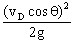 (v_D cos θ)²
2g